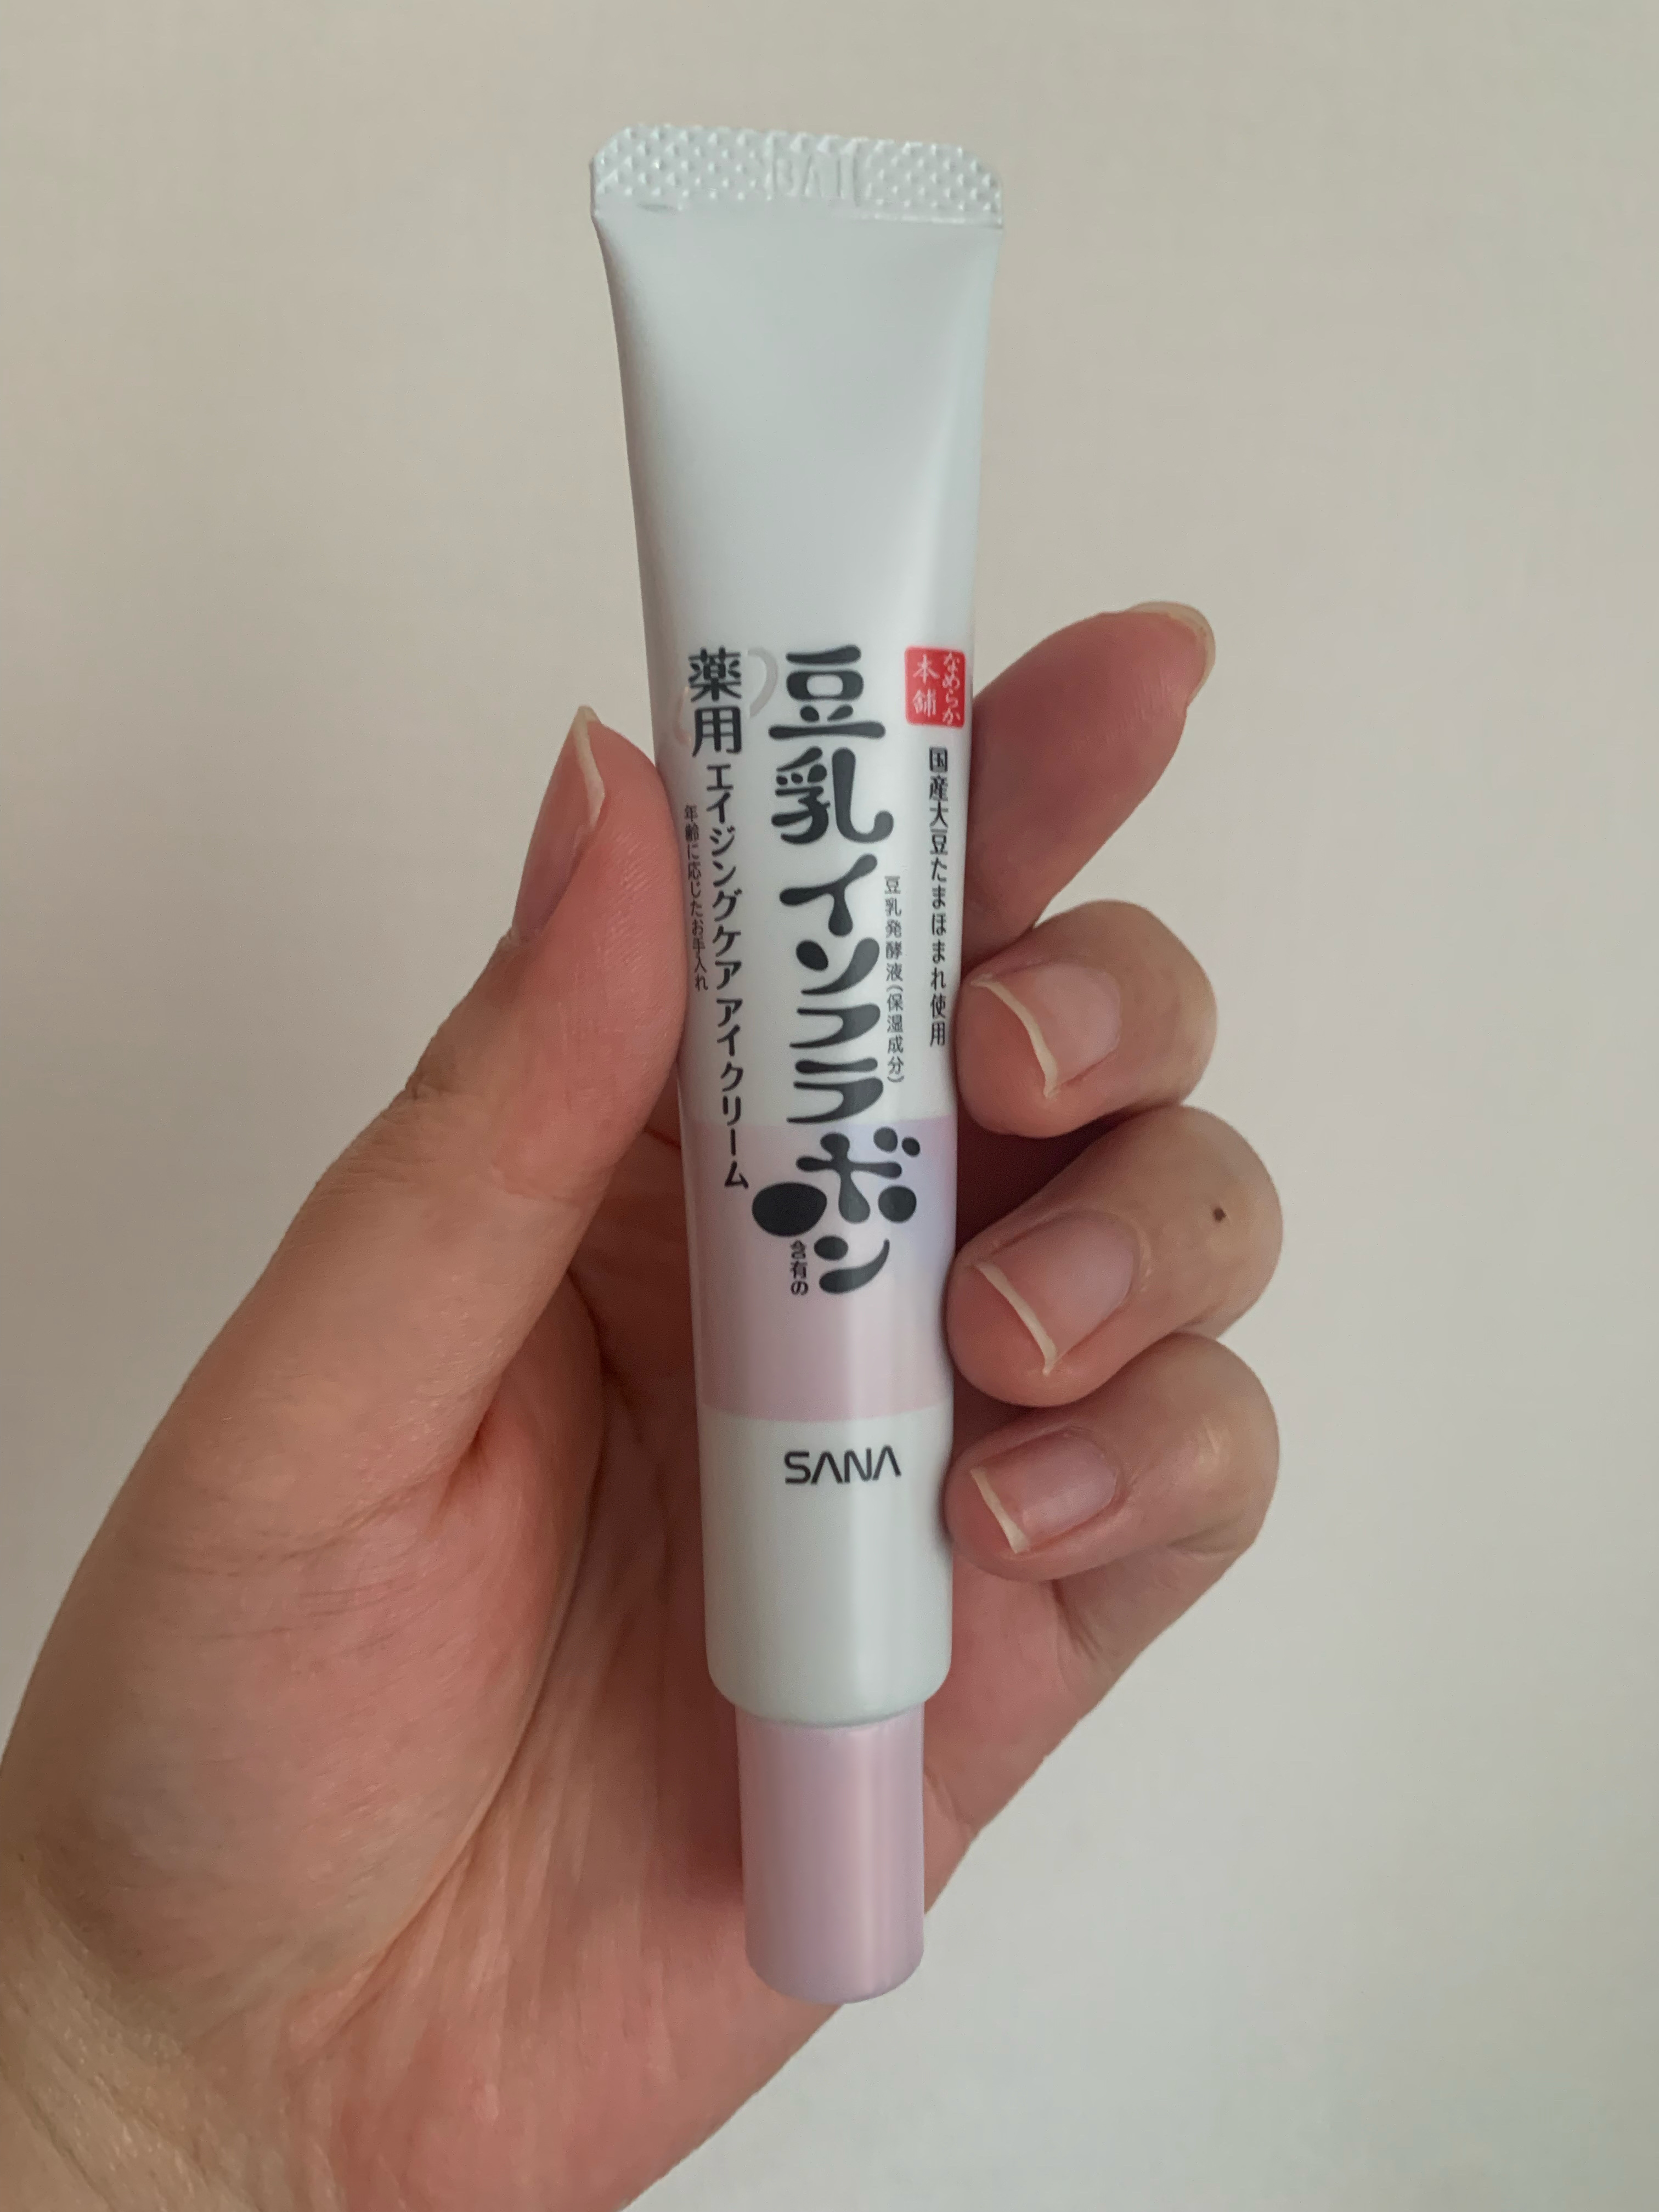 なめらか
本舗
国産大豆たまほまれ使用
豆乳発酵液(保湿成分)
豆乳イソフラボン
含有の
薬用エイジングケア アイクリーム
年齢に応じたお手入れ
SANA